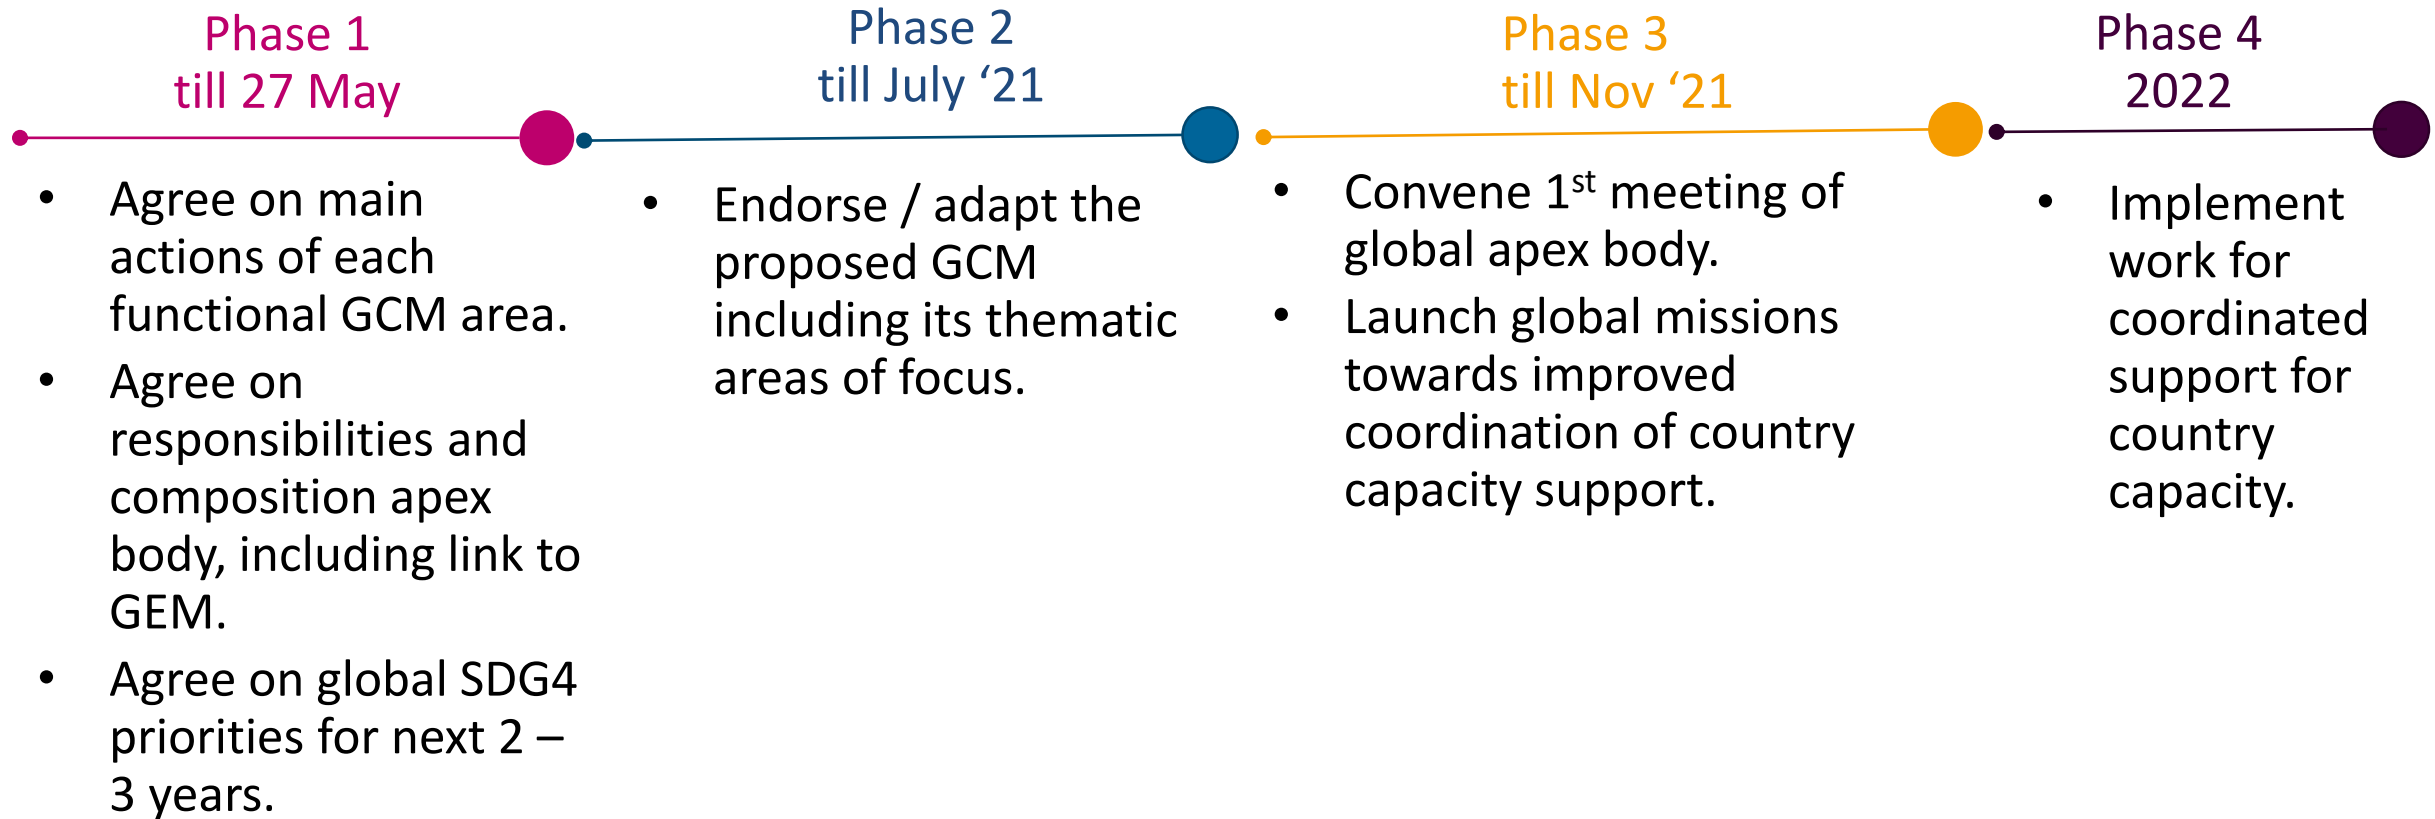 Phase 1
till 27 May
• Agree on main
actions of each
functional GCM area.
• Agree on
responsibilities and
composition apex
body, including link to
GEM.
• Agree on global SDG4
priorities for next 2 –
3 years.
Phase 2
till July ‘21
• Endorse / adapt the
proposed GCM
including its thematic
areas of focus.
Phase 3
till Nov ‘21
• Convene 1st meeting of
global apex body.
• Launch global missions
towards improved
coordination of country
capacity support.
Phase 4
2022
• Implement
work for
coordinated
support for
country
capacity.